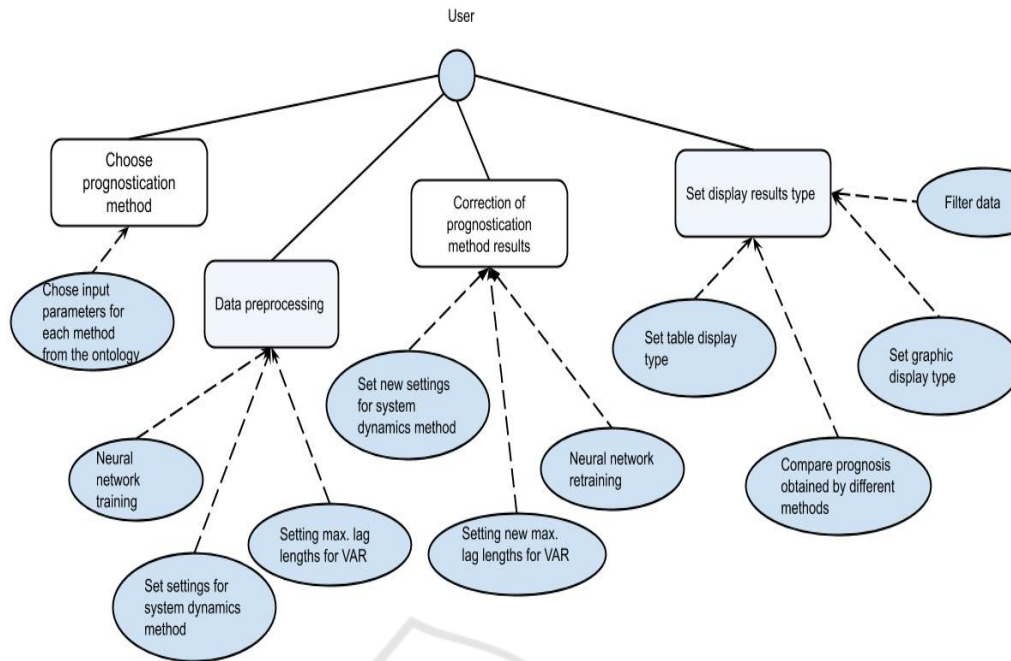 User
Choose
prognostication
method
Chose input
parameters for
each method
from the ontology
Data preprocessing
Correction of
prognostication
method results
Set display results type
Filter data
Neural
network
training
Set settings for
system dynamics
method
Setting max. lag
lengths for VAR
Set new settings
for system
dynamics method
Setting new max.
lag lengths for VAR
Neural network
retraining
Set table display
type
Compare prognosis
obtained by different
methods
Set graphic
display type